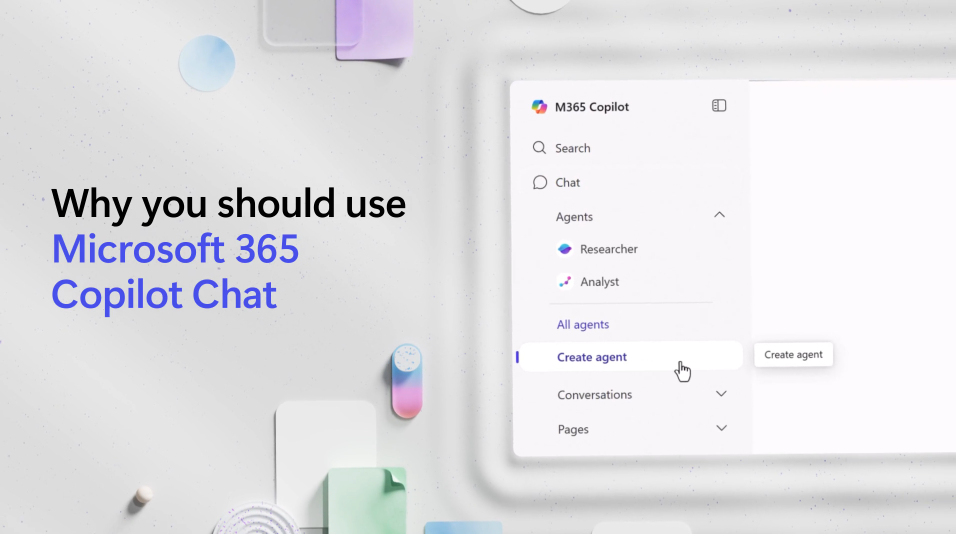 Why you should use
Microsoft 365
Copilot Chat
M365 Copilot
Search
Chat
Agents
Researcher
Analyst
All agents
Create agent
Create agent
Conversations
Pages